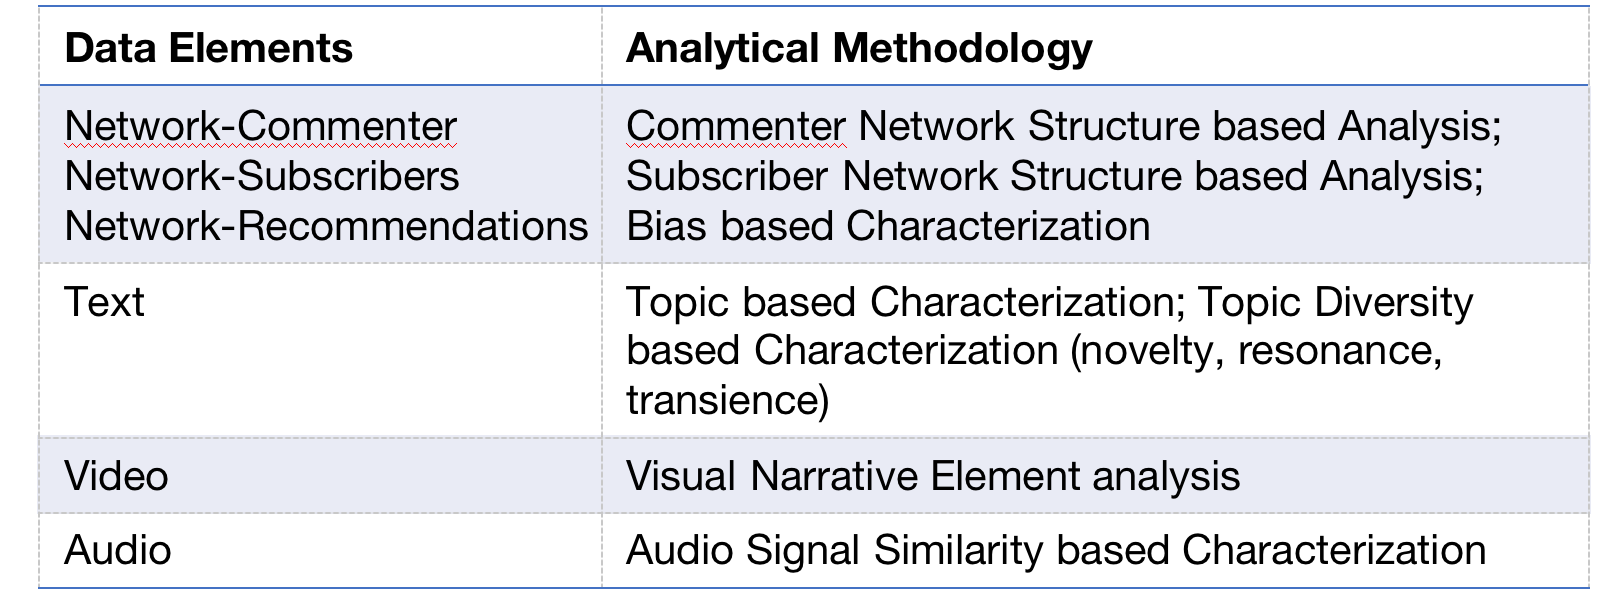 Data Elements
Analytical Methodology
Network-Commenter
Network-Subscribers
Network-Recommendations
Commenter Network Structure based Analysis;
Subscriber Network Structure based Analysis;
Bias based Characterization
Text
Topic based Characterization; Topic Diversity
based Characterization (novelty, resonance,
transience)
Video
Visual Narrative Element analysis
Audio
Audio Signal Similarity based Characterization